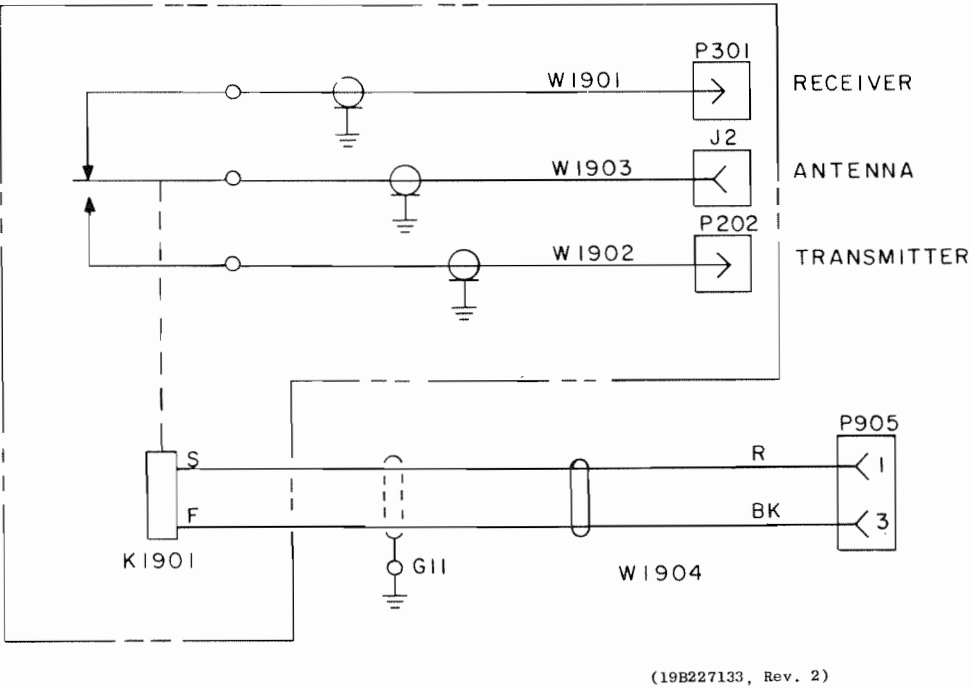 P301
W1901
RECEIVER
J2
W1903
ANTENNA
P202
W1902
TRANSMITTER
P905
S
R
1
F
BK
3
K1901
G11
W1904
(19B227133, Rev. 2)